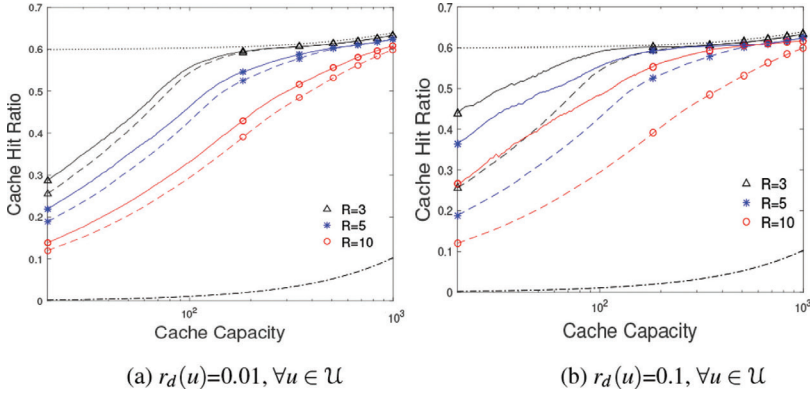 0.7
0.6
0.5
0.4
0.3
0.2
0.1
0
Cache Hit Ratio
R=3
R=5
R=10
10²
10³
Cache Capacity
(a) r_d(u)=0.01, ∀u ∈ 𝒰
0.7
0.6
0.5
0.4
0.3
0.2
0.1
0
Cache Hit Ratio
R=3
R=5
R=10
10²
10³
Cache Capacity
(b) r_d(u)=0.1, ∀u ∈ 𝒰